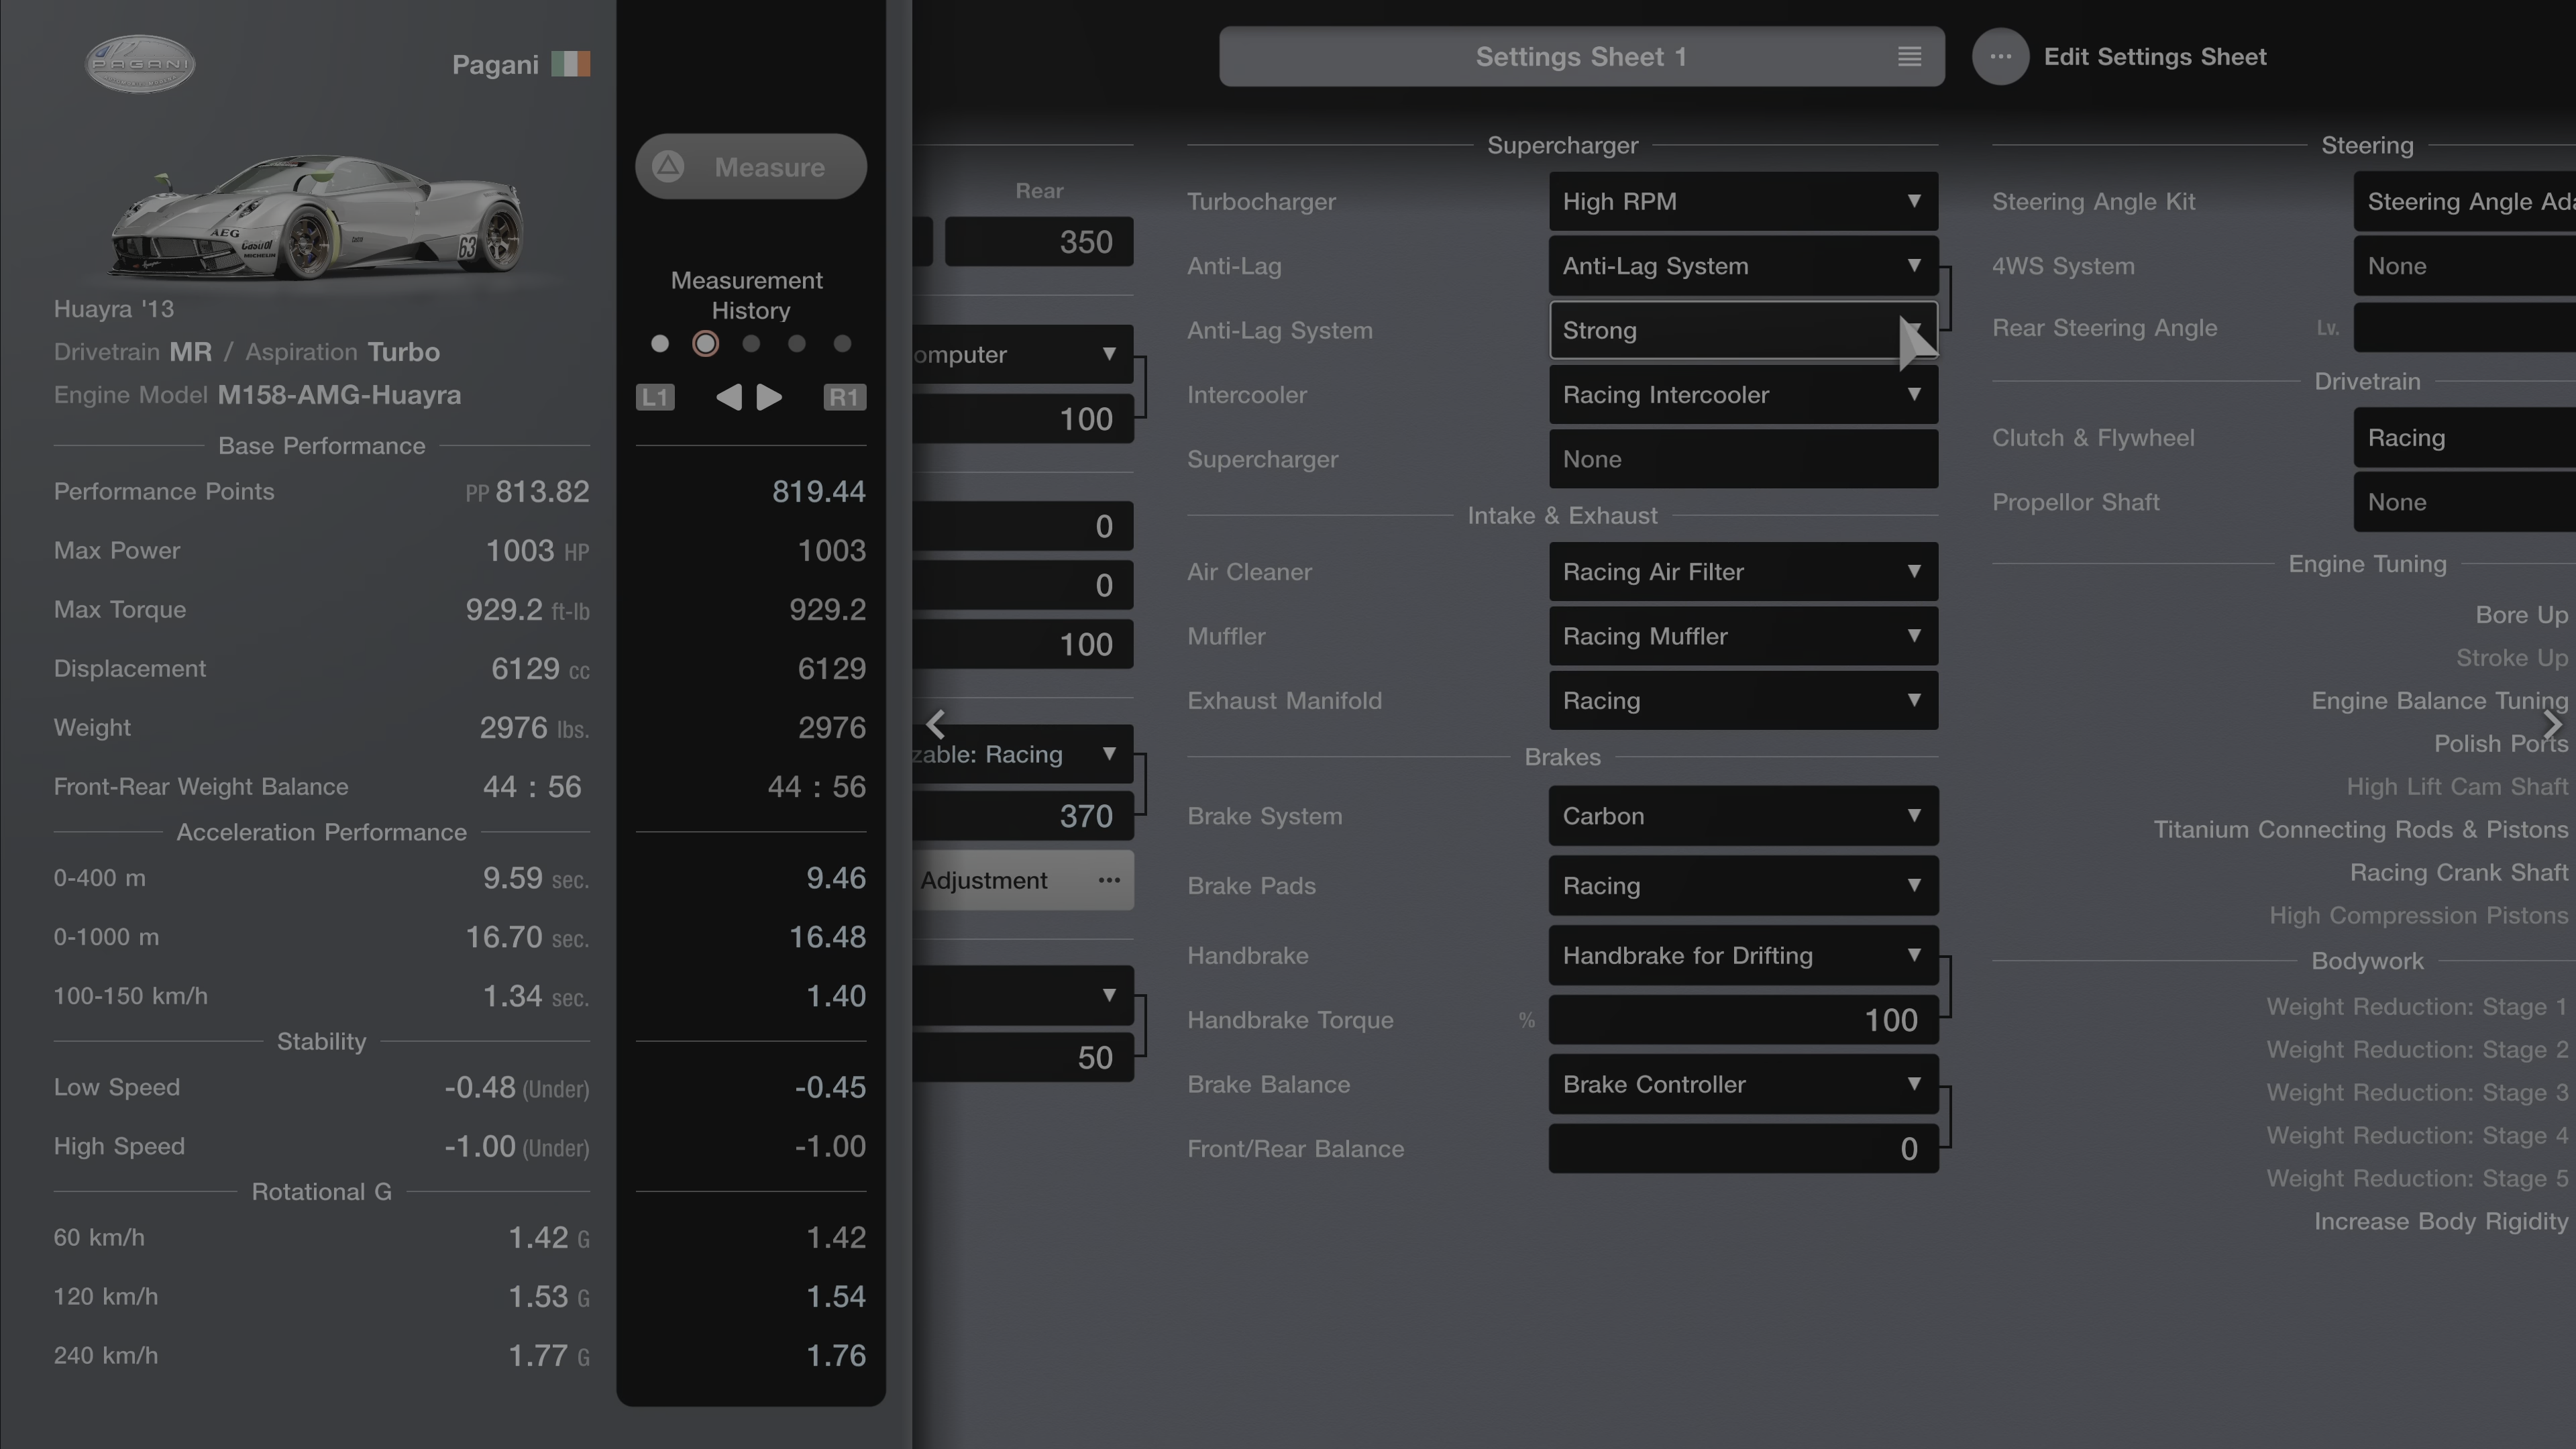 PAGANI
Pagani
AEG
Castrol
MICHELIN
63
Huayra '13
Drivetrain MR / Aspiration Turbo
Engine Model M158-AMG-Huayra
Base Performance
Performance Points PP 813.82
Max Power 1003 HP
Max Torque 929.2 ft-lb
Displacement 6129 cc
Weight 2976 lbs.
Front-Rear Weight Balance 44 : 56
Acceleration Performance
0-400 m 9.59 sec.
0-1000 m 16.70 sec.
100-150 km/h 1.34 sec.
Stability
Low Speed -0.48 (Under)
High Speed -1.00 (Under)
Rotational G
60 km/h 1.42 G
120 km/h 1.53 G
240 km/h 1.77 G
Measure
Measurement
History
L1 R1
819.44
1003
929.2
6129
2976
44 : 56
9.46
16.48
1.40
-0.45
-1.00
1.42
1.54
1.76
Rear
350
omputer
100
0
0
100
zable: Racing
370
Adjustment
50
Settings Sheet 1
Edit Settings Sheet
Supercharger
Turbocharger High RPM
Anti-Lag Anti-Lag System
Anti-Lag System Strong
Intercooler Racing Intercooler
Supercharger None
Intake & Exhaust
Air Cleaner Racing Air Filter
Muffler Racing Muffler
Exhaust Manifold Racing
Brakes
Brake System Carbon
Brake Pads Racing
Handbrake Handbrake for Drifting
Handbrake Torque % 100
Brake Balance Brake Controller
Front/Rear Balance 0
Steering
Steering Angle Kit Steering Angle Ada
4WS System None
Rear Steering Angle Lv.
Drivetrain
Clutch & Flywheel Racing
Propellor Shaft None
Engine Tuning
Bore Up
Stroke Up
Engine Balance Tuning
Polish Ports
High Lift Cam Shaft
Titanium Connecting Rods & Pistons
Racing Crank Shaft
High Compression Pistons
Bodywork
Weight Reduction: Stage 1
Weight Reduction: Stage 2
Weight Reduction: Stage 3
Weight Reduction: Stage 4
Weight Reduction: Stage 5
Increase Body Rigidity